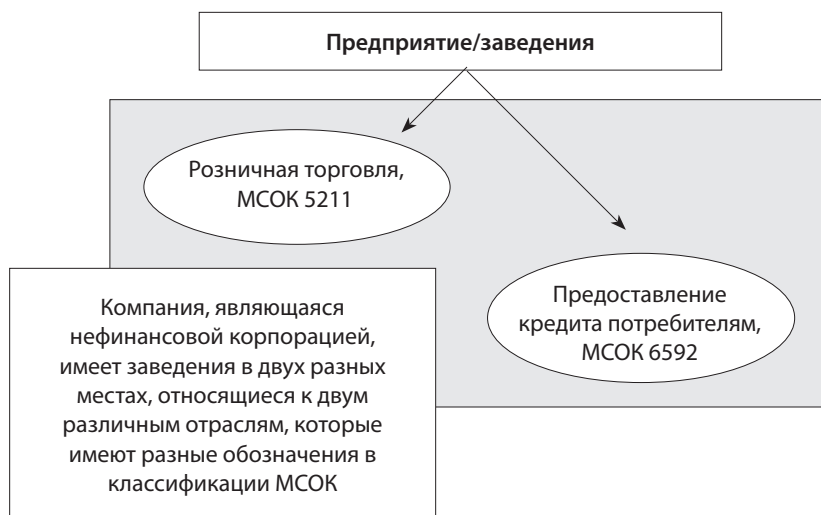 Предприятие/заведения
Розничная торговля,
МСОК 5211
Предоставление
кредита потребителям,
МСОК 6592
Компания, являющаяся
нефинансовой корпорацией,
имеет заведения в двух разных
местах, относящиеся к двум
различным отраслям, которые
имеют разные обозначения в
классификации МСОК